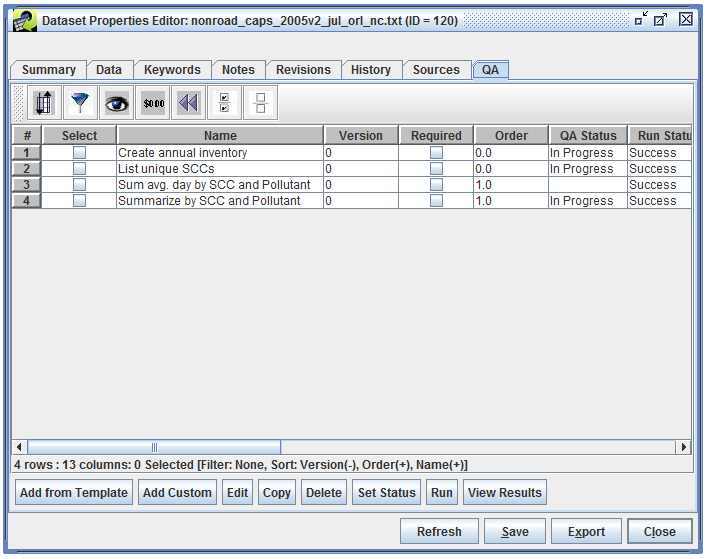 Dataset Properties Editor: nonroad_caps_2005v2_jul_orl_nc.txt (ID = 120)
Summary Data Keywords Notes Revisions History Sources QA
$0.00
# Select Name Version Required Order QA Status Run Statu
1 Create annual inventory 0 0.0 In Progress Success
2 List unique SCCs 0 0.0 In Progress Success
3 Sum avg. day by SCC and Pollutant 0 1.0 Success
4 Summarize by SCC and Pollutant 0 1.0 In Progress Success
4 rows : 13 columns: 0 Selected [Filter: None, Sort: Version(-), Order(+), Name(+)]
Add from Template Add Custom Edit Copy Delete Set Status Run View Results
Refresh Save Export Close